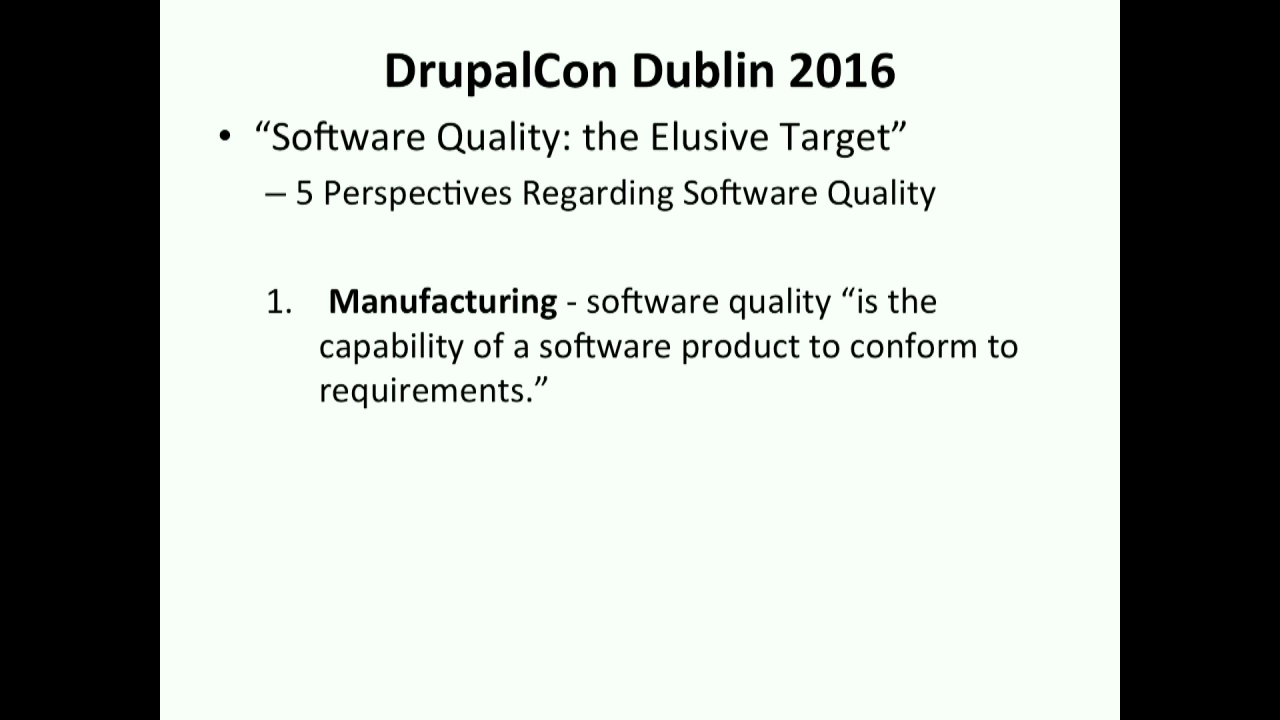 DrupalCon Dublin 2016
• “Software Quality: the Elusive Target”
– 5 Perspectives Regarding Software Quality
1. Manufacturing - software quality “is the
capability of a software product to conform to
requirements.”